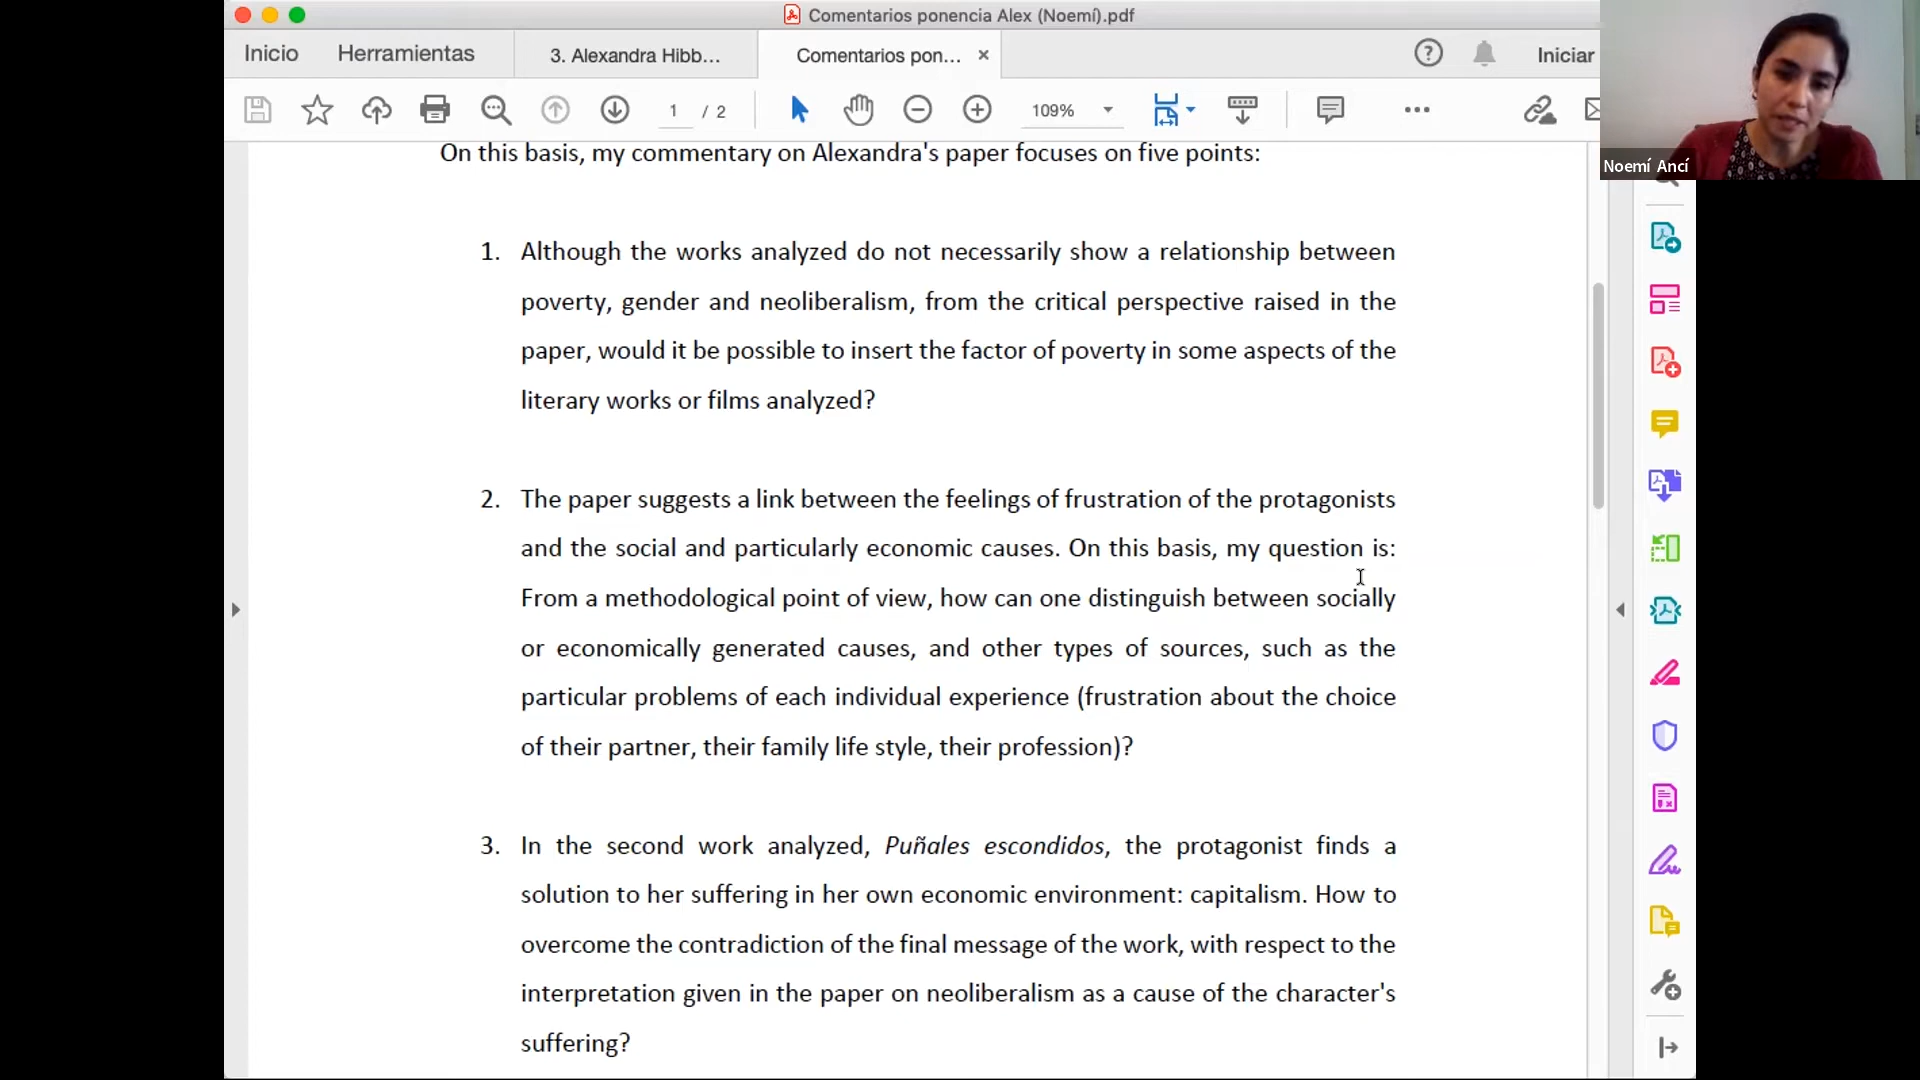 Comentarios ponencia Alex (Noemí).pdf
Inicio
Herramientas
3. Alexandra Hibb...
Comentarios pon...
Iniciar
1 / 2
109%
Noemí Ancí
On this basis, my commentary on Alexandra's paper focuses on five points:
1. Although the works analyzed do not necessarily show a relationship between
poverty, gender and neoliberalism, from the critical perspective raised in the
paper, would it be possible to insert the factor of poverty in some aspects of the
literary works or films analyzed?
2. The paper suggests a link between the feelings of frustration of the protagonists
and the social and particularly economic causes. On this basis, my question is:
From a methodological point of view, how can one distinguish between socially
or economically generated causes, and other types of sources, such as the
particular problems of each individual experience (frustration about the choice
of their partner, their family life style, their profession)?
3. In the second work analyzed, Puñales escondidos, the protagonist finds a
solution to her suffering in her own economic environment: capitalism. How to
overcome the contradiction of the final message of the work, with respect to the
interpretation given in the paper on neoliberalism as a cause of the character's
suffering?